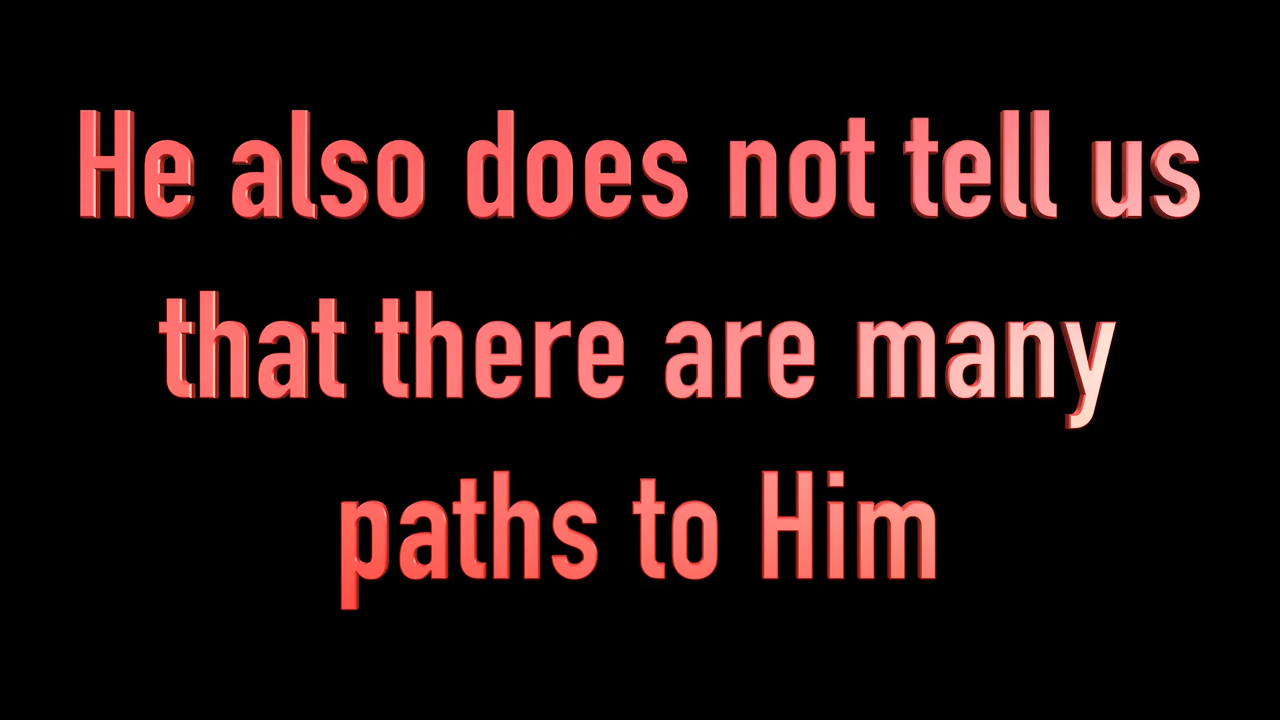 He also does not tell us
that there are many
paths to Him